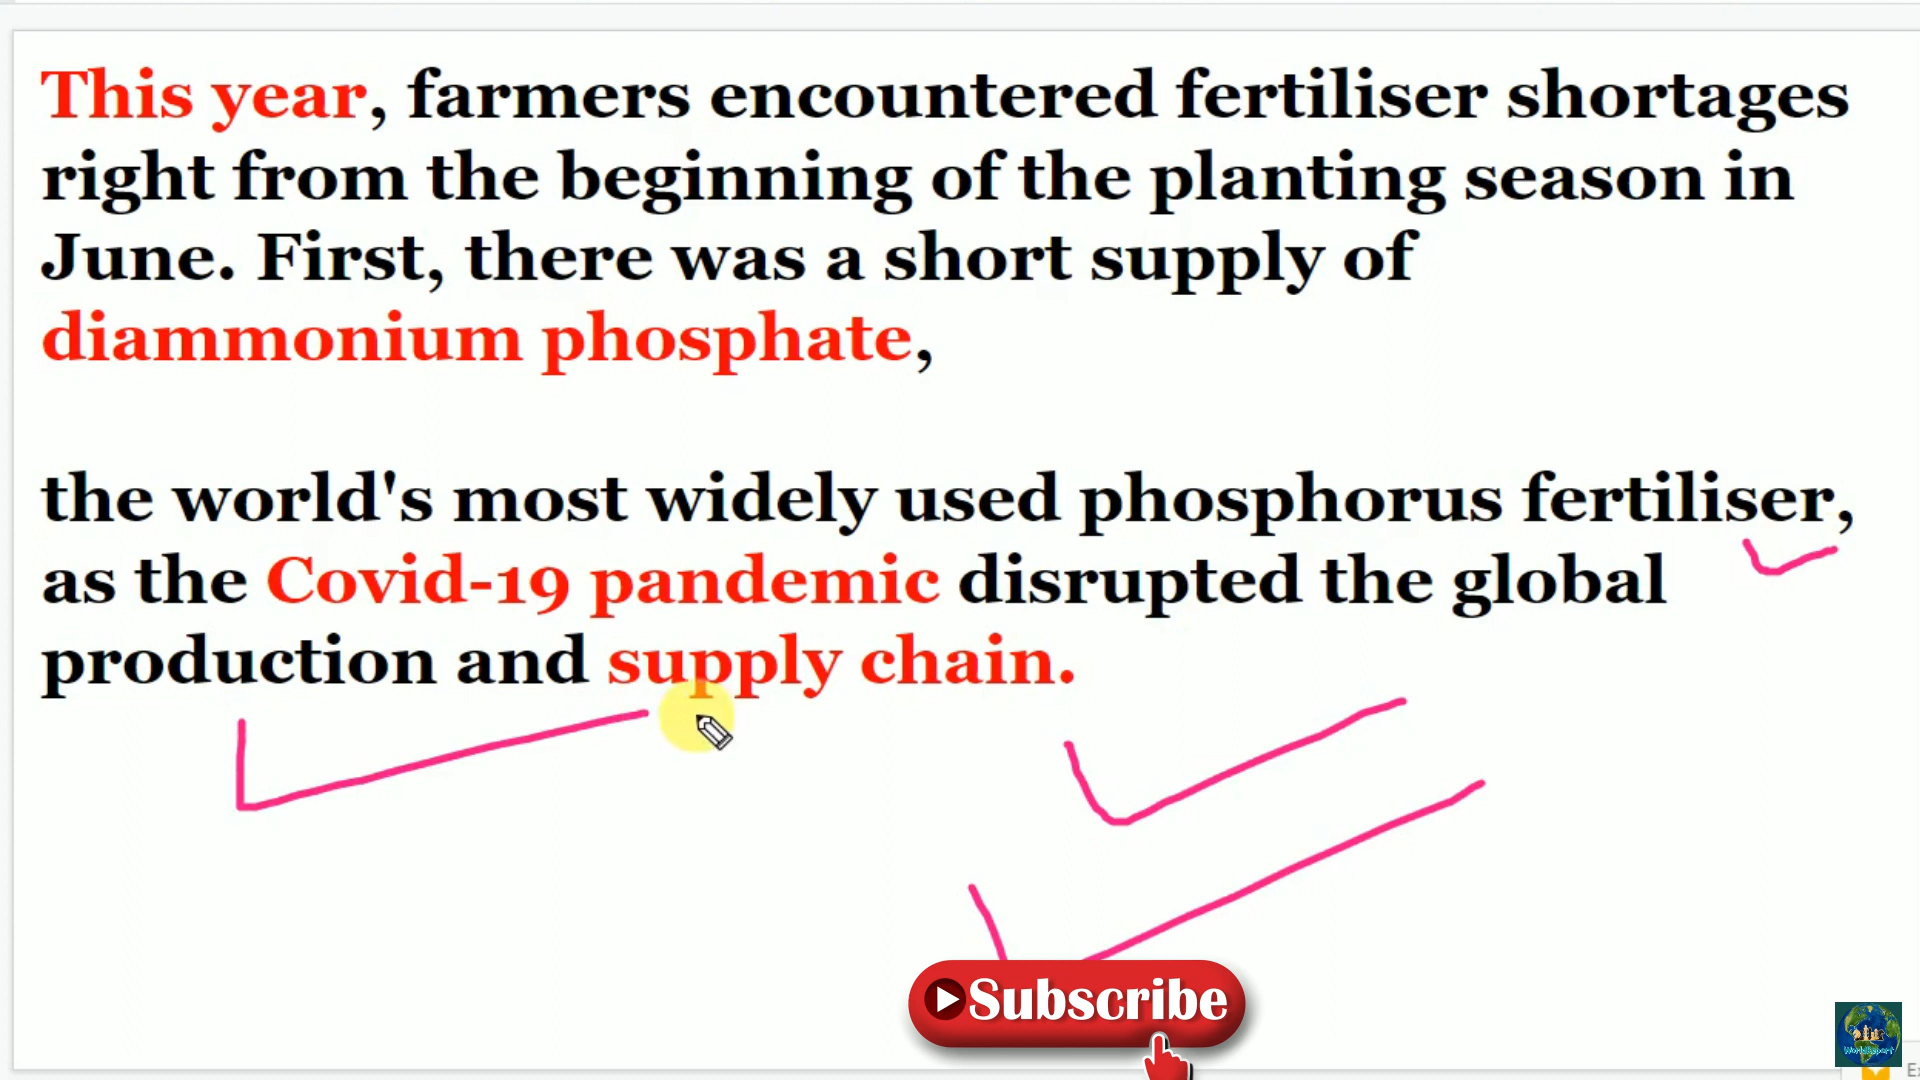 This year, farmers encountered fertiliser shortages
right from the beginning of the planting season in
June. First, there was a short supply of
diammonium phosphate,
the world's most widely used phosphorus fertiliser,
as the Covid-19 pandemic disrupted the global
production and supply chain.
Subscribe